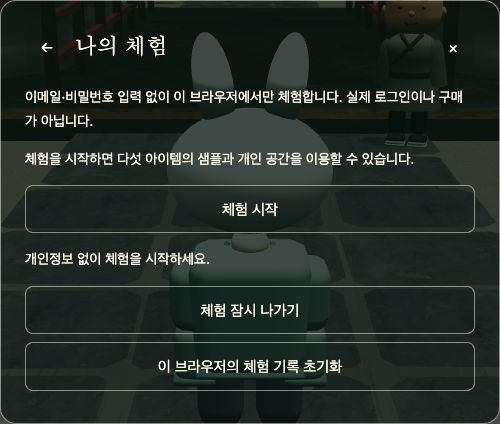 ← 나의 체험 ×
이메일·비밀번호 입력 없이 이 브라우저에서만 체험합니다. 실제 로그인이나 구매
가 아닙니다.
체험을 시작하면 다섯 아이템의 샘플과 개인 공간을 이용할 수 있습니다.
체험 시작
개인정보 없이 체험을 시작하세요.
체험 잠시 나가기
이 브라우저의 체험 기록 초기화